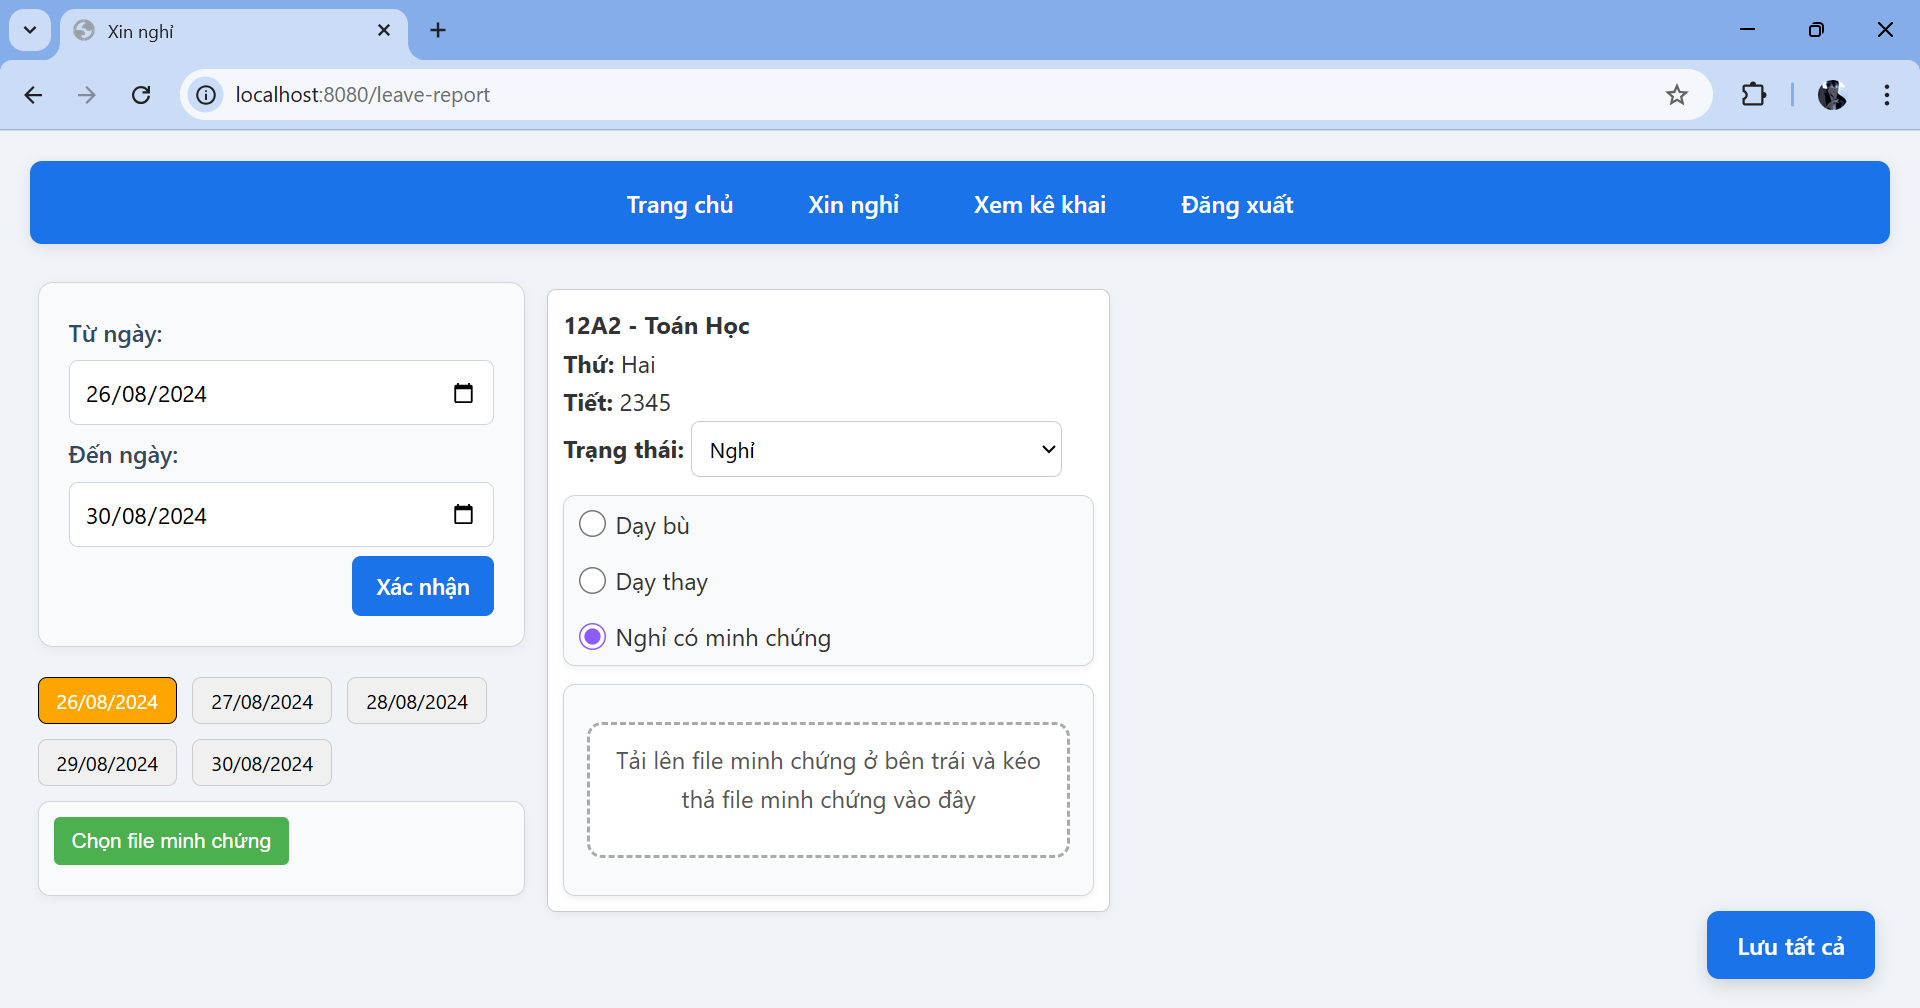 Xin nghỉ
localhost:8080/leave-report
Trang chủ Xin nghỉ Xem kê khai Đăng xuất
Từ ngày:
26/08/2024
Đến ngày:
30/08/2024
Xác nhận
26/08/2024 27/08/2024 28/08/2024
29/08/2024 30/08/2024
Chọn file minh chứng
12A2 - Toán Học
Thứ: Hai
Tiết: 2345
Trạng thái: Nghỉ
Dạy bù
Dạy thay
Nghỉ có minh chứng
Tải lên file minh chứng ở bên trái và kéo
thả file minh chứng vào đây
Lưu tất cả